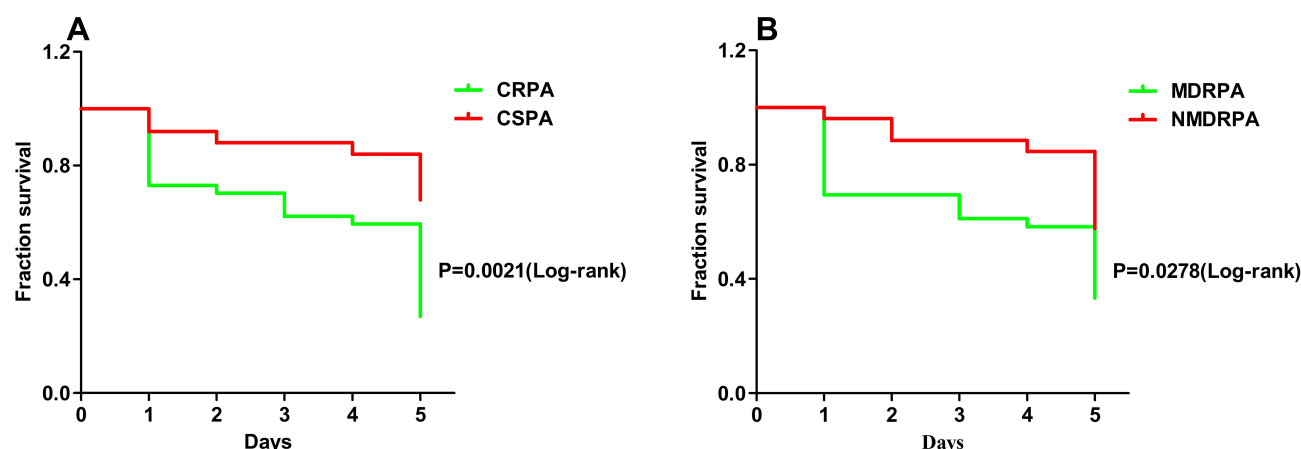 A
1.2
0.8
0.4
0.0
Fraction survival
0 1 2 3 4 5
Days
CRPA
CSPA
P=0.0021(Log-rank)
B
1.2
0.8
0.4
0.0
Fraction survival
0 1 2 3 4 5
Days
MDRPA
NMDRPA
P=0.0278(Log-rank)